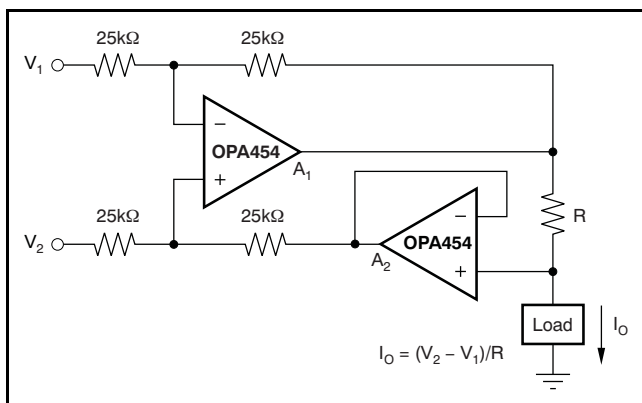 25kΩ 25kΩ
V1
−
OPA454
A1
+
25kΩ 25kΩ
V2
−
OPA454
A2
+
R
Load
IO
IO = (V2 − V1)/R